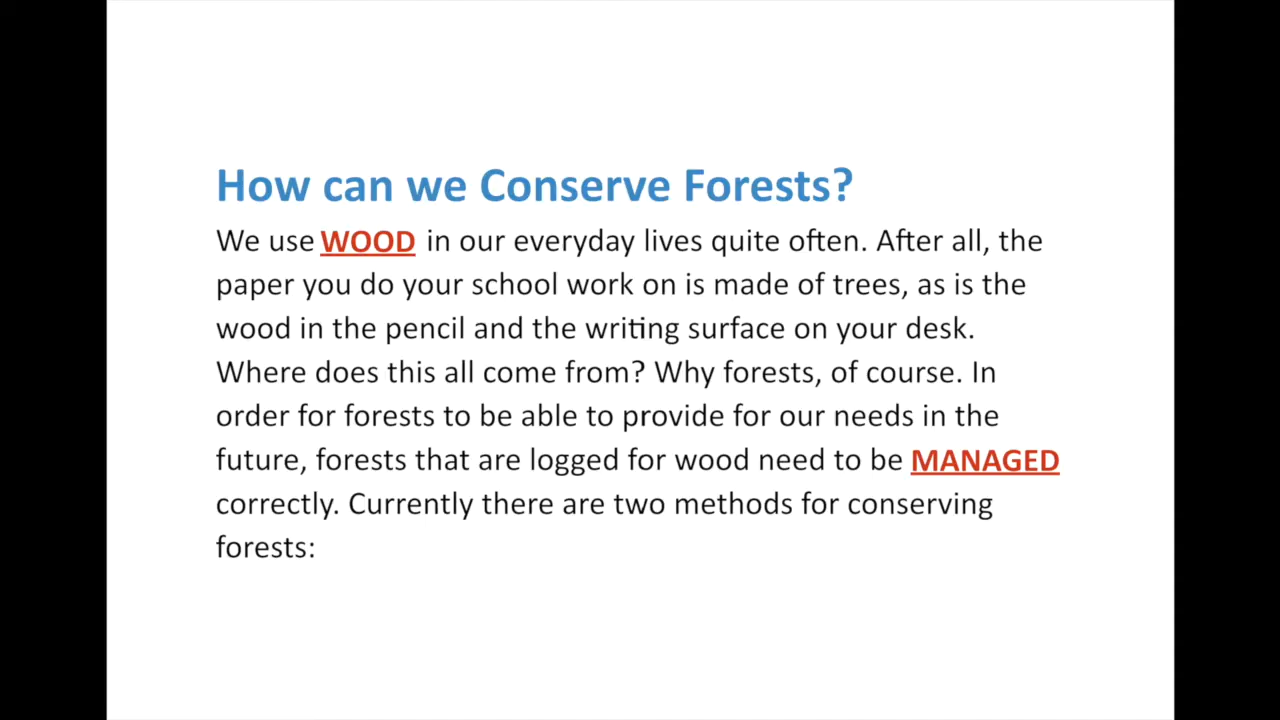 How can we Conserve Forests?
We use WOOD in our everyday lives quite often. After all, the
paper you do your school work on is made of trees, as is the
wood in the pencil and the writing surface on your desk.
Where does this all come from? Why forests, of course. In
order for forests to be able to provide for our needs in the
future, forests that are logged for wood need to be MANAGED
correctly. Currently there are two methods for conserving
forests: